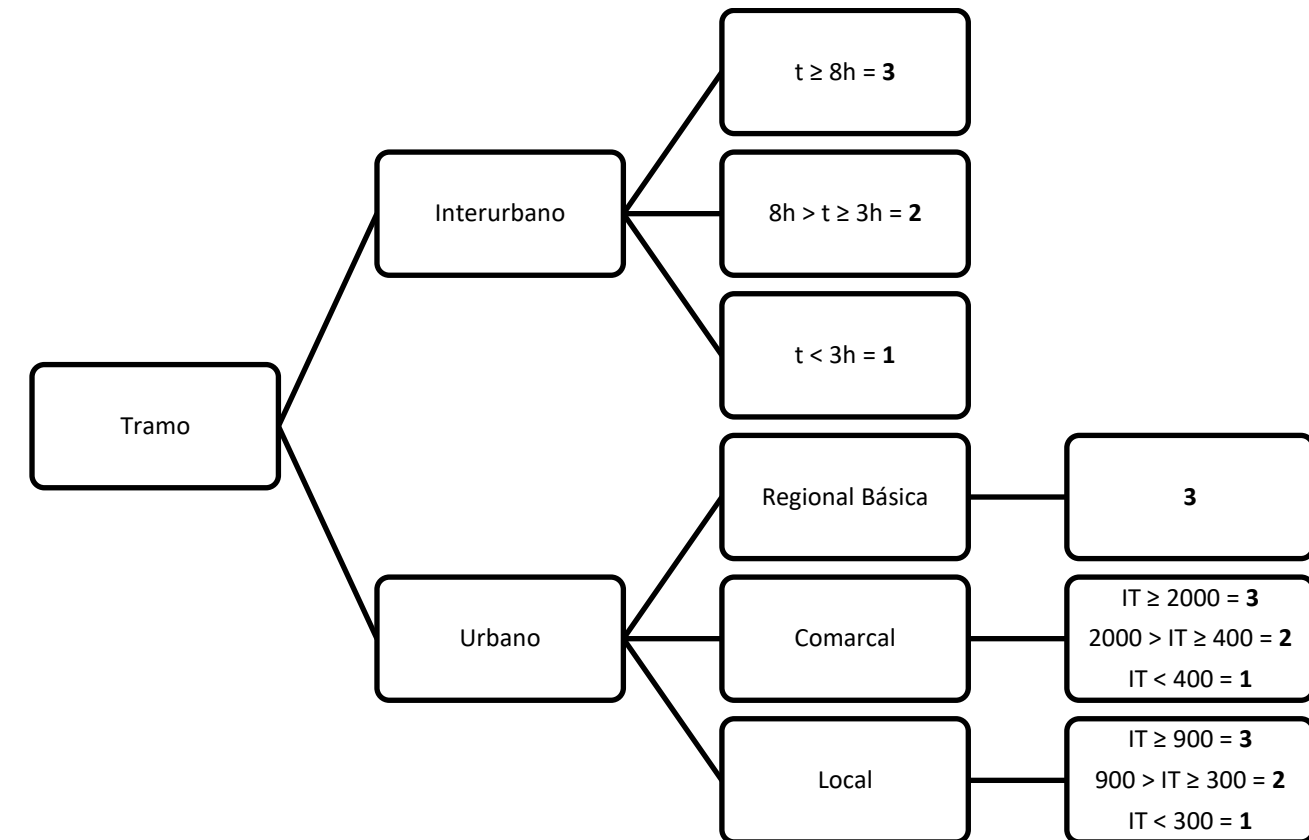 Tramo
Interurbano
t ≥ 8h = 3
8h > t ≥ 3h = 2
t < 3h = 1
Urbano
Regional Básica
3
Comarcal
IT ≥ 2000 = 3
2000 > IT ≥ 400 = 2
IT < 400 = 1
Local
IT ≥ 900 = 3
900 > IT ≥ 300 = 2
IT < 300 = 1